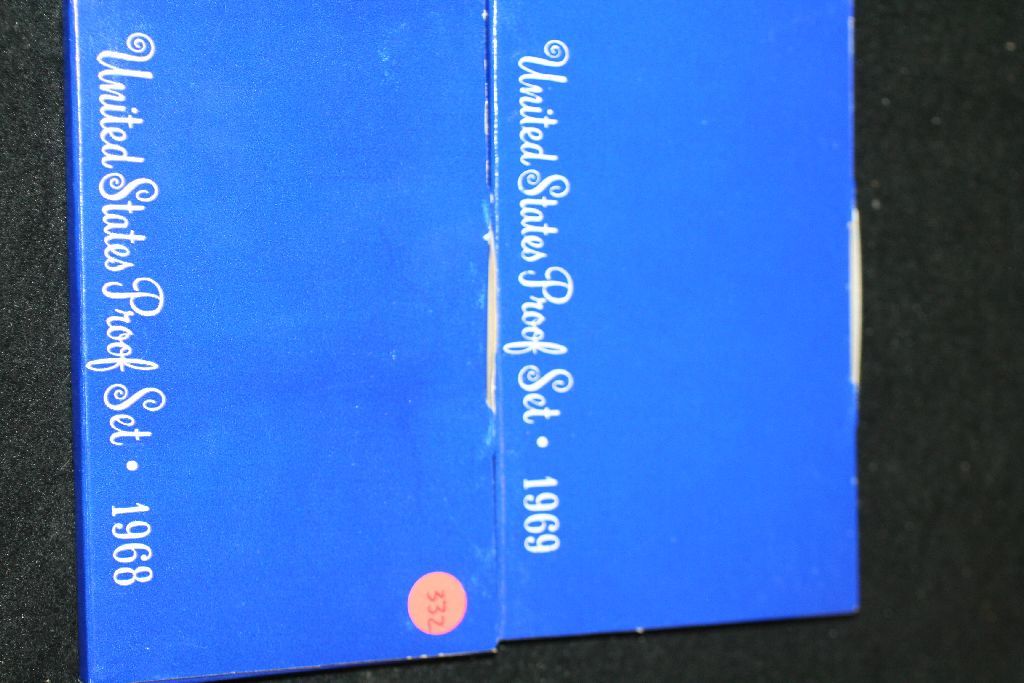 United States Proof Set • 1968
332
United States Proof Set • 1969